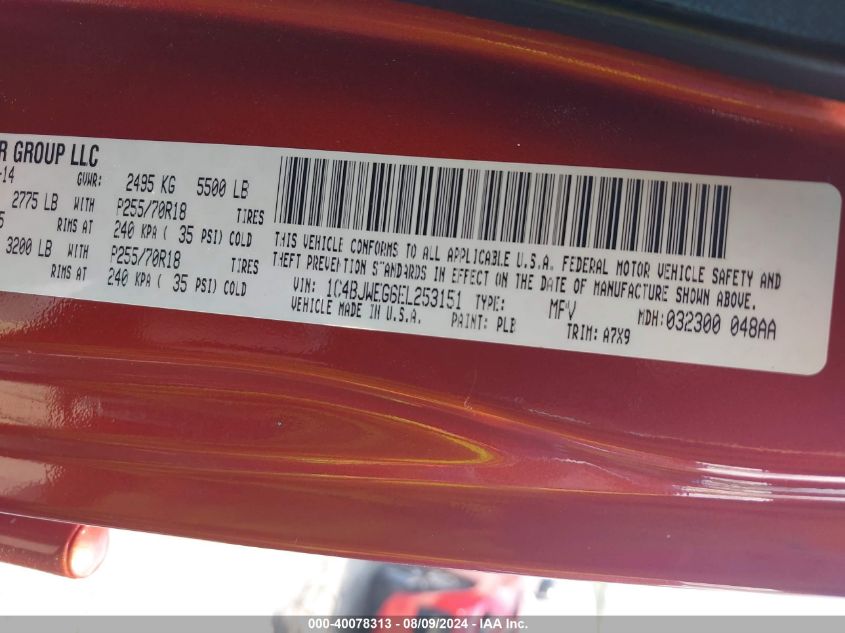 R GROUP LLC
-14 GVWR: 2495 KG 5500 LB
2775 LB WITH P255/70R18 TIRES
5 RIMS AT 240 KPA ( 35 PSI) COLD
3200 LB WITH P255/70R18 TIRES
RIMS AT 240 KPA ( 35 PSI) COLD
THIS VEHICLE CONFORMS TO ALL APPLICABLE U.S.A. FEDERAL MOTOR VEHICLE SAFETY AND
THEFT PREVENTION STANDARDS IN EFFECT ON THE DATE OF MANUFACTURE SHOWN ABOVE.
VIN: 1C4BJWEG6EL253151 TYPE: MPV MDH: 032300 048AA
VEHICLE MADE IN U.S.A. PAINT: PLB TRIM: A7X9
000-40078313 - 08/09/2024 - IAA Inc.